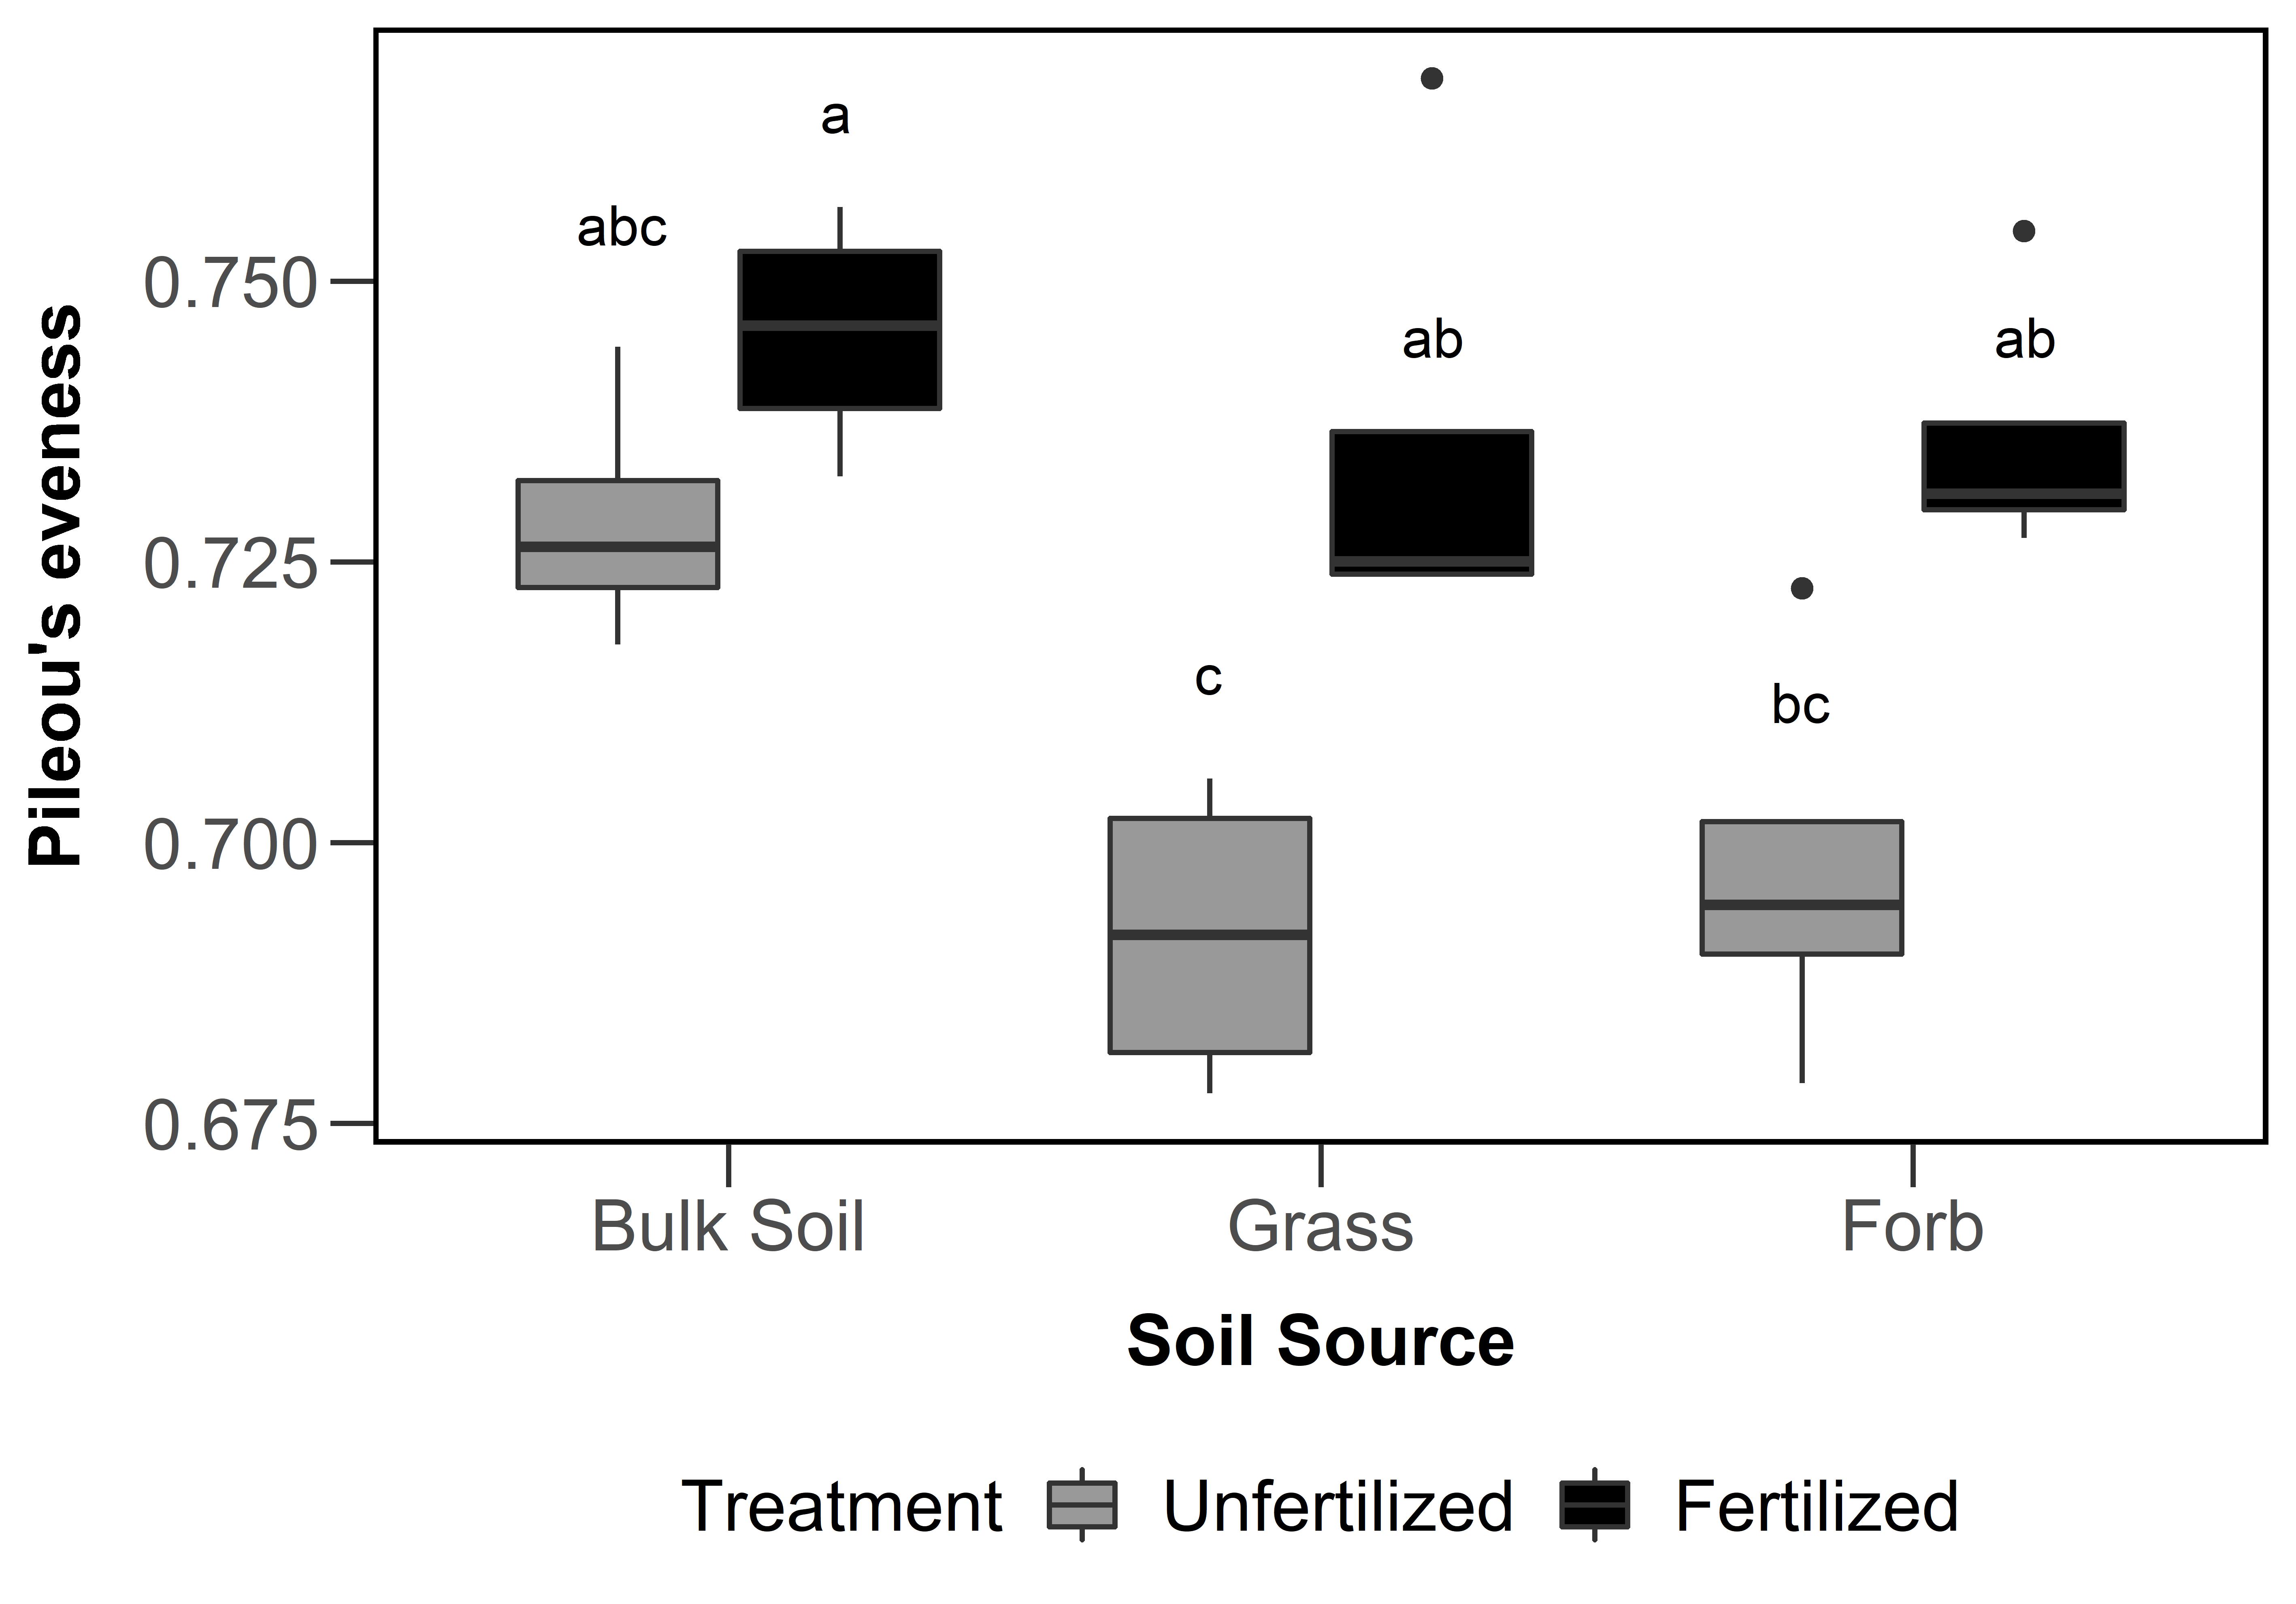 Pileou's eveness
0.750
0.725
0.700
0.675
abc
a
c
ab
bc
ab
Bulk Soil
Grass
Forb
Soil Source
Treatment Unfertilized Fertilized